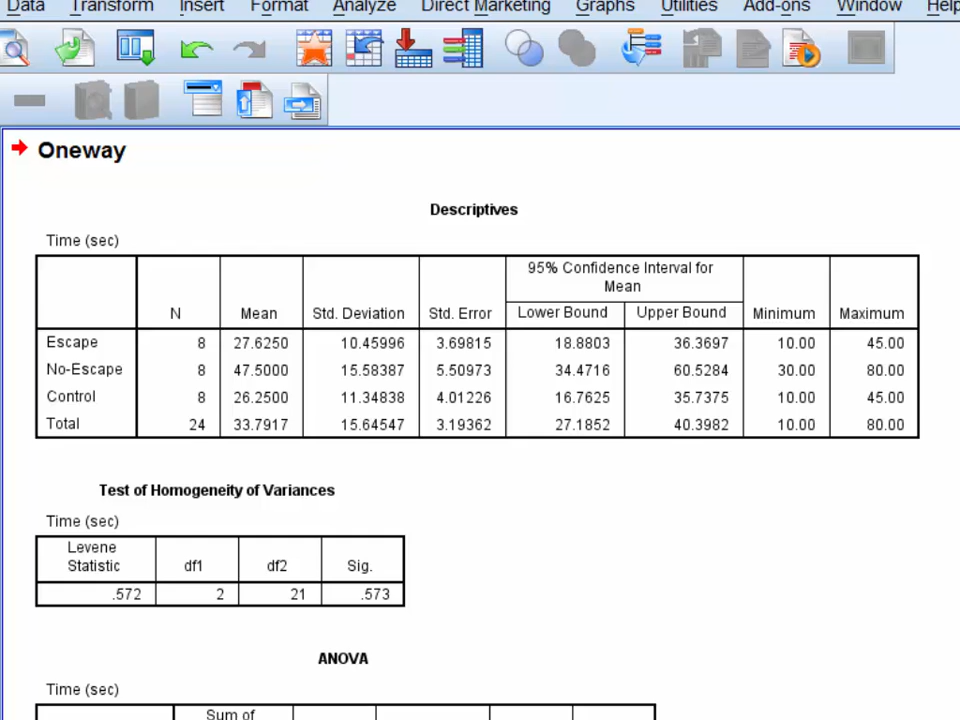 Data Transform Insert Format Analyze Direct Marketing Graphs Utilities Add-ons Window Help
Oneway
Descriptives
Time (sec)
95% Confidence Interval for
Mean
N Mean Std. Deviation Std. Error Lower Bound Upper Bound Minimum Maximum
Escape 8 27.6250 10.45996 3.69815 18.8803 36.3697 10.00 45.00
No-Escape 8 47.5000 15.58387 5.50973 34.4716 60.5284 30.00 80.00
Control 8 26.2500 11.34838 4.01226 16.7625 35.7375 10.00 45.00
Total 24 33.7917 15.64547 3.19362 27.1852 40.3982 10.00 80.00
Test of Homogeneity of Variances
Time (sec)
Levene
Statistic df1 df2 Sig.
.572 2 21 .573
ANOVA
Time (sec)
Sum of